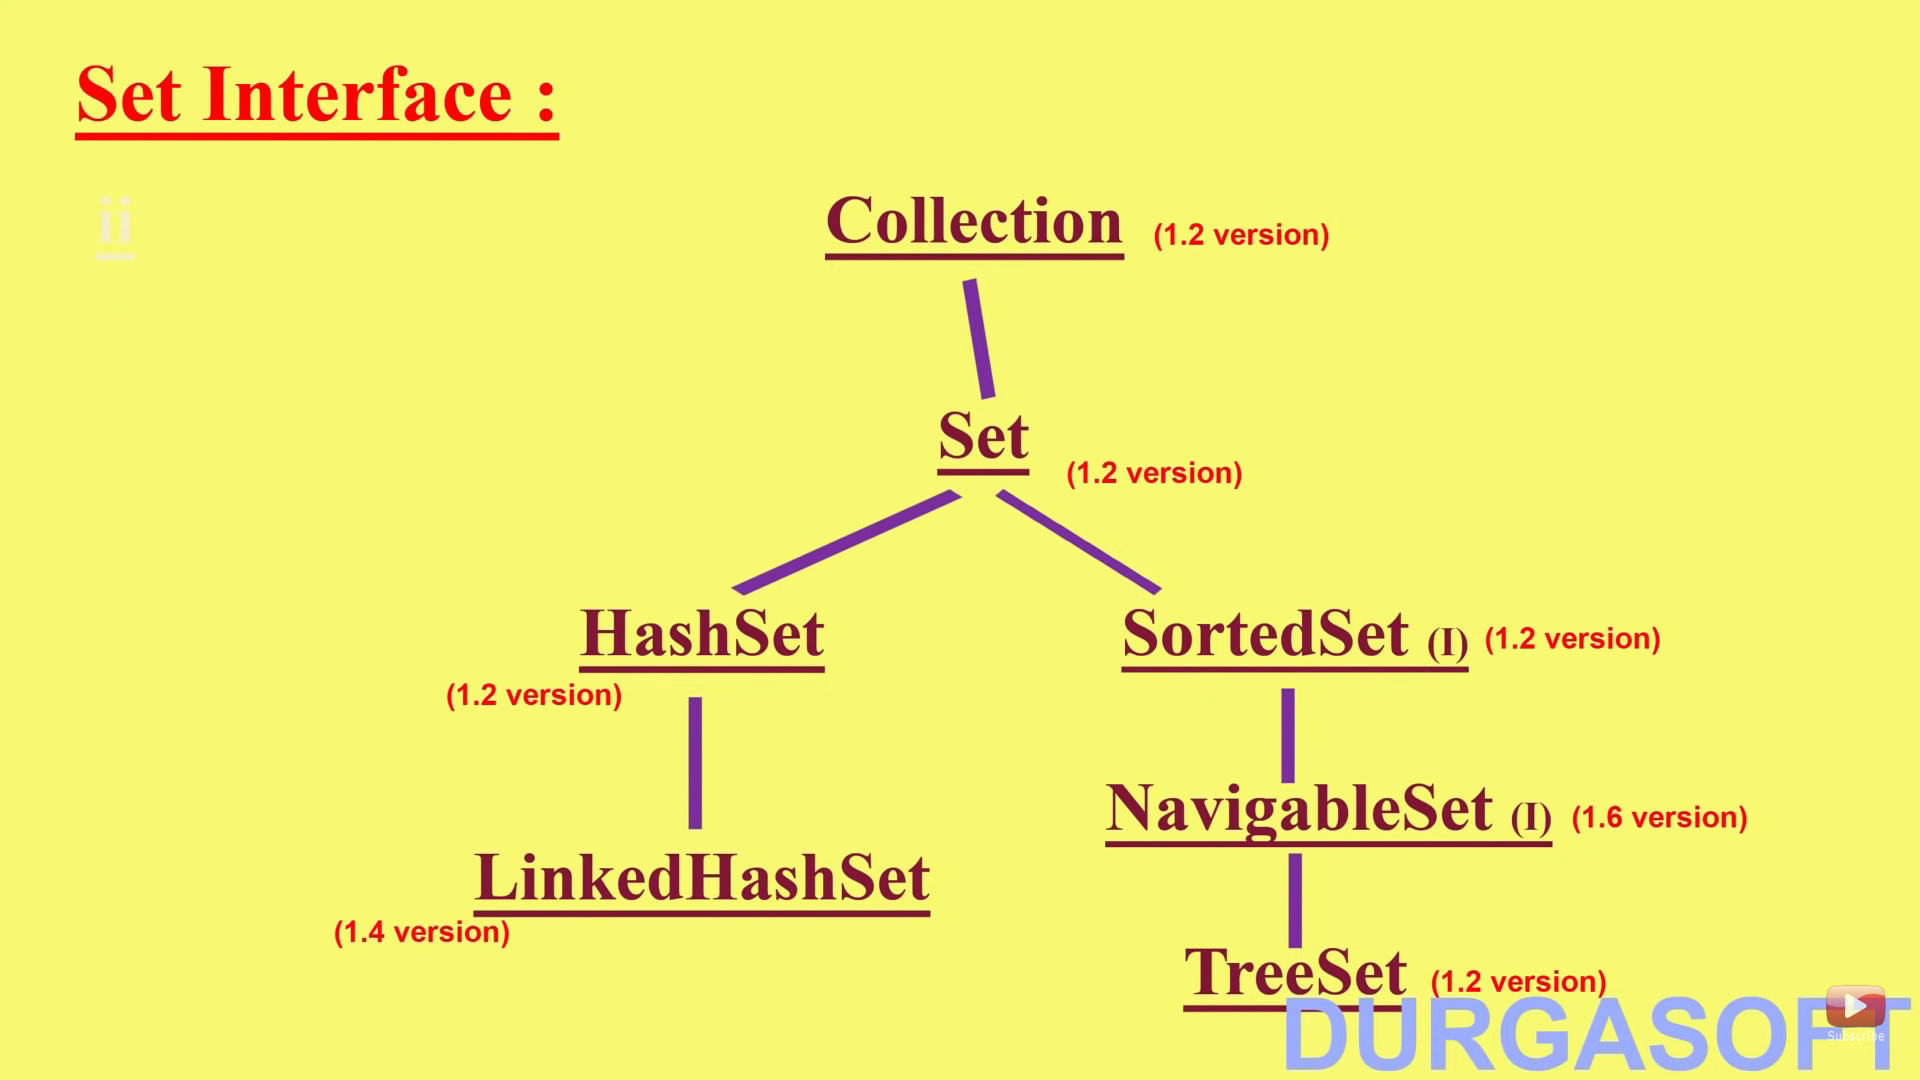 Set Interface :
ii
Collection (1.2 version)
Set (1.2 version)
HashSet
(1.2 version)
SortedSet (I) (1.2 version)
NavigableSet (I) (1.6 version)
LinkedHashSet
(1.4 version)
TreeSet (1.2 version)
DURGASOFT
Subscribe